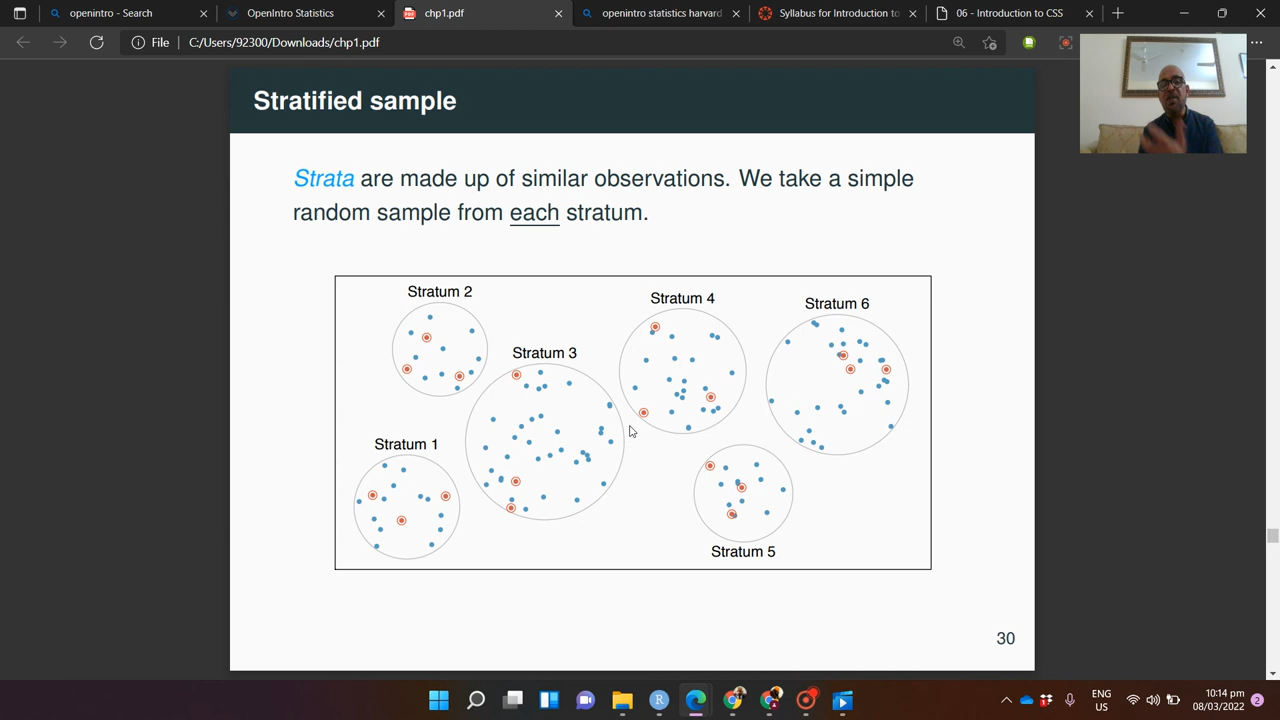 openintro - Search
OpenIntro Statistics
chp1.pdf
openintro statistics harvard
Syllabus for Introduction to
06 - Introduction to CSS
File
C:/Users/92300/Downloads/chp1.pdf
Stratified sample
Strata are made up of similar observations. We take a simple
random sample from each stratum.
Stratum 2
Stratum 4
Stratum 6
Stratum 3
Stratum 1
Stratum 5
30
ENG
US
10:14 pm
08/03/2022
2